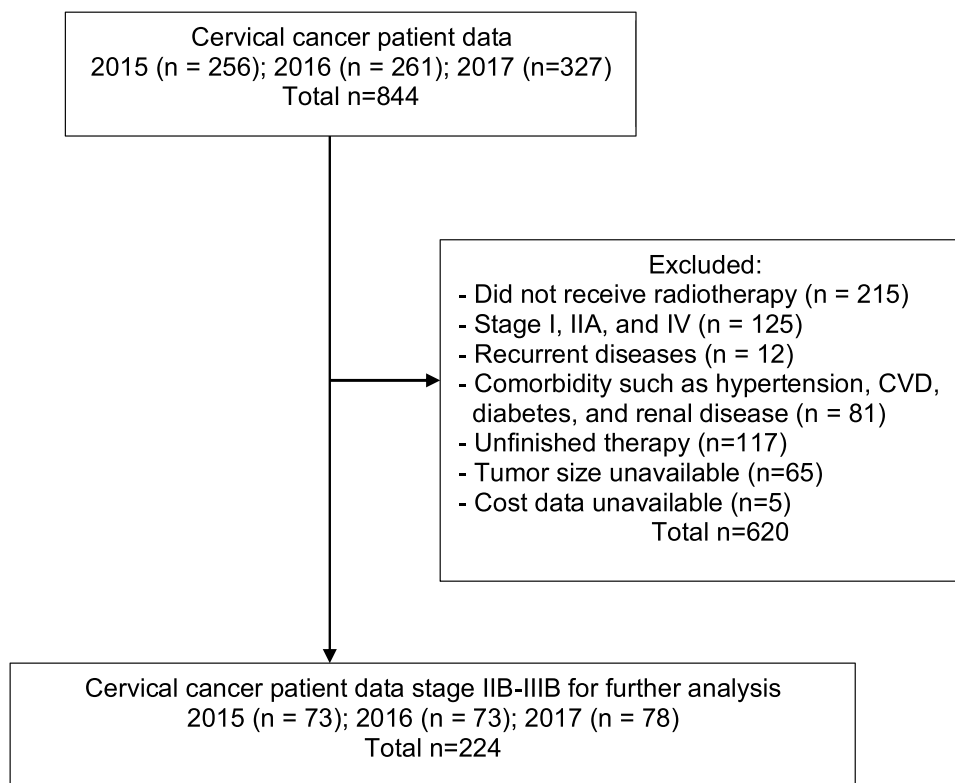 Cervical cancer patient data
2015 (n = 256); 2016 (n = 261); 2017 (n=327)
Total n=844
Excluded:
- Did not receive radiotherapy (n = 215)
- Stage I, IIA, and IV (n = 125)
- Recurrent diseases (n = 12)
- Comorbidity such as hypertension, CVD,
diabetes, and renal disease (n = 81)
- Unfinished therapy (n=117)
- Tumor size unavailable (n=65)
- Cost data unavailable (n=5)
Total n=620
Cervical cancer patient data stage IIB-IIIB for further analysis
2015 (n = 73); 2016 (n = 73); 2017 (n = 78)
Total n=224